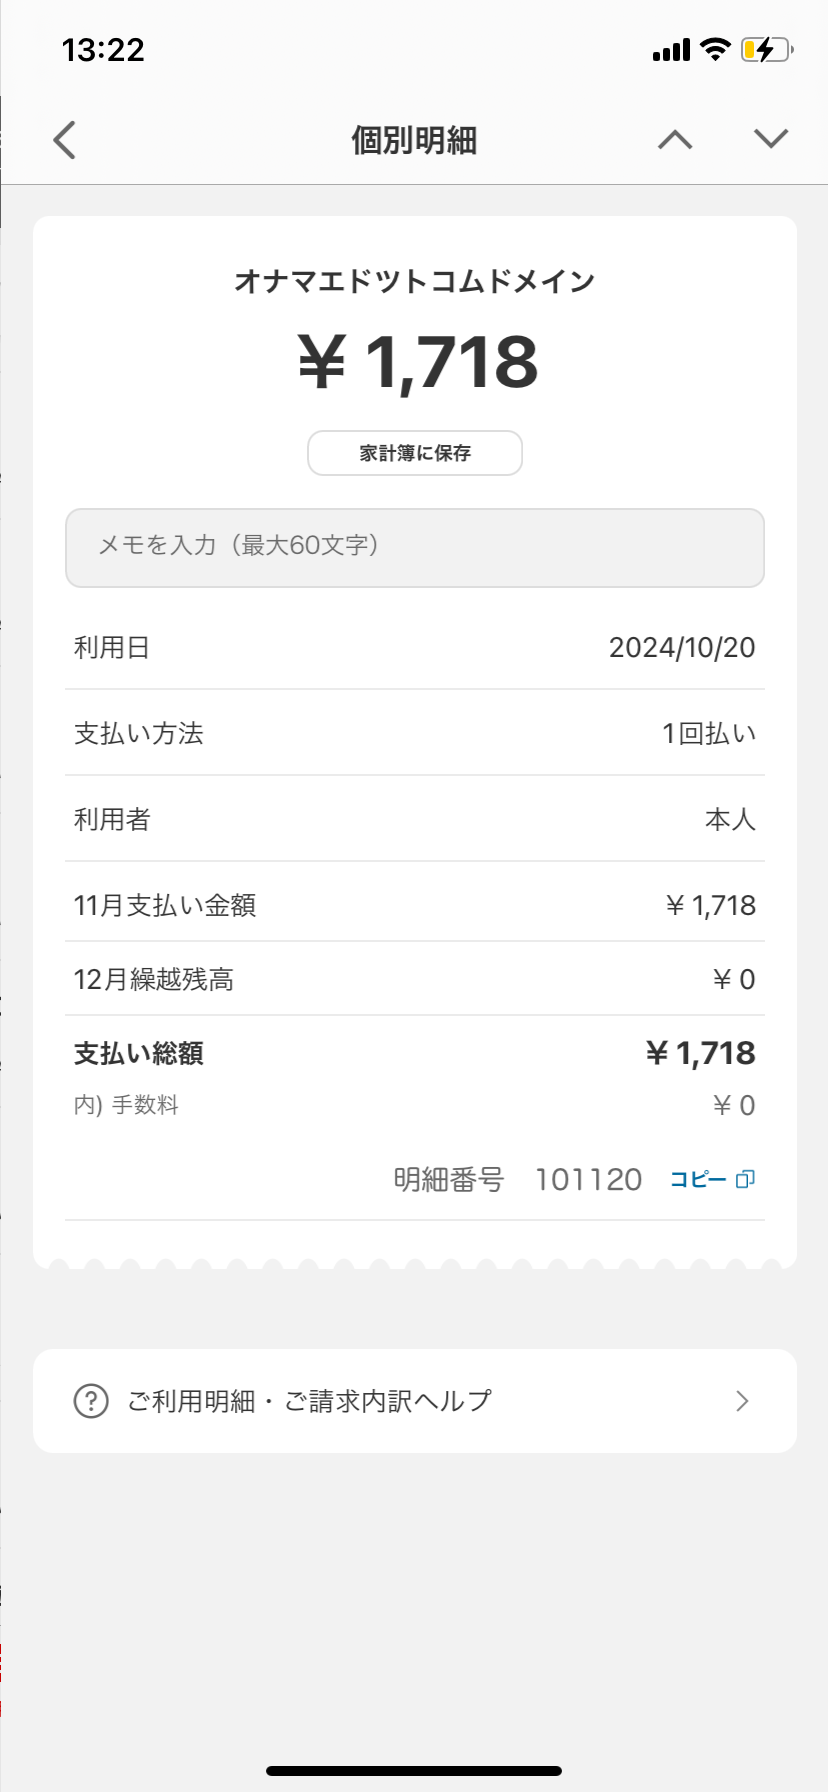 13:22
個別明細
オナマエドツトコムドメイン
¥ 1,718
家計簿に保存
メモを入力（最大60文字）
利用日 2024/10/20
支払い方法 1回払い
利用者 本人
11月支払い金額 ¥ 1,718
12月繰越残高 ¥ 0
支払い総額 ¥ 1,718
内) 手数料 ¥ 0
明細番号 101120 コピー
ご利用明細・ご請求内訳ヘルプ